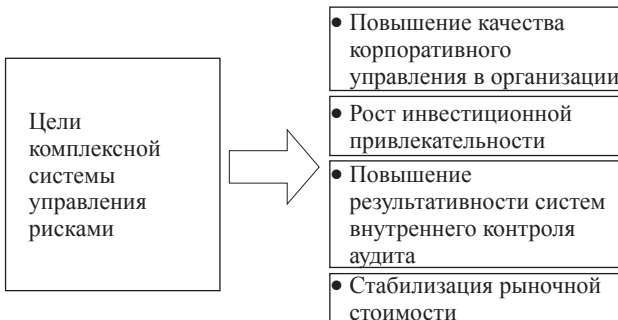 Цели
комплексной
системы
управления
рисками
• Повышение качества
корпоративного
управления в организации
• Рост инвестиционной
привлекательности
• Повышение
результативности систем
внутреннего контроля
аудита
• Стабилизация рыночной
стоимости